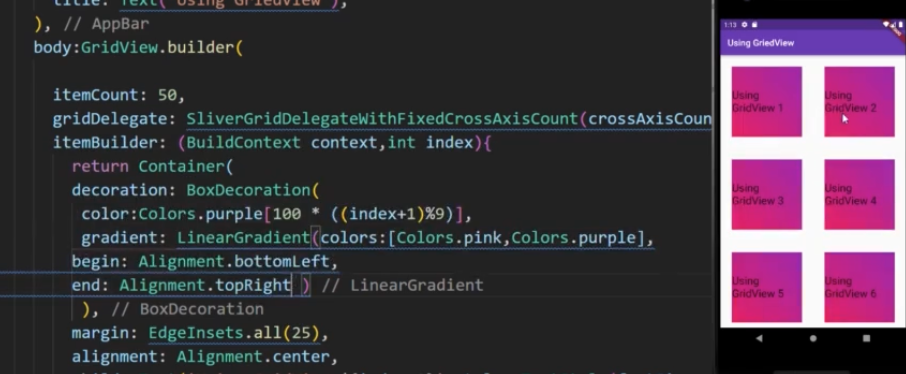 title: Text("Using GriedView"),
), // AppBar
body:GridView.builder(
itemCount: 50,
gridDelegate: SliverGridDelegateWithFixedCrossAxisCount(crossAxisCoun
itemBuilder: (BuildContext context,int index){
return Container(
decoration: BoxDecoration(
color:Colors.purple[100 * ((index+1)%9)],
gradient: LinearGradient(colors:[Colors.pink,Colors.purple],
begin: Alignment.bottomLeft,
end: Alignment.topRight ) // LinearGradient
), // BoxDecoration
margin: EdgeInsets.all(25),
alignment: Alignment.center,
1:13
Using GriedView
Using
GridView 1
Using
GridView 2
Using
GridView 3
Using
GridView 4
Using
GridView 5
Using
GridView 6